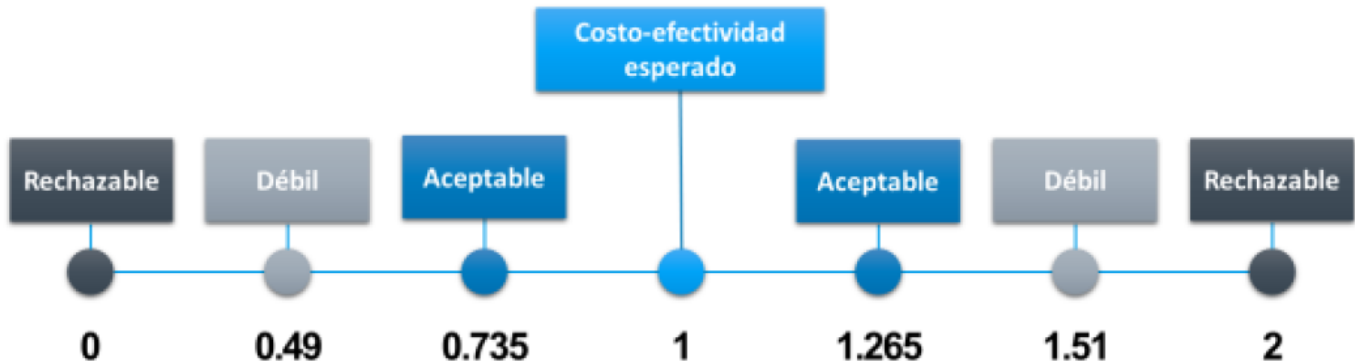 Costo-efectividad
esperado
Rechazable
Débil
Aceptable
Aceptable
Débil
Rechazable
0
0.49
0.735
1
1.265
1.51
2